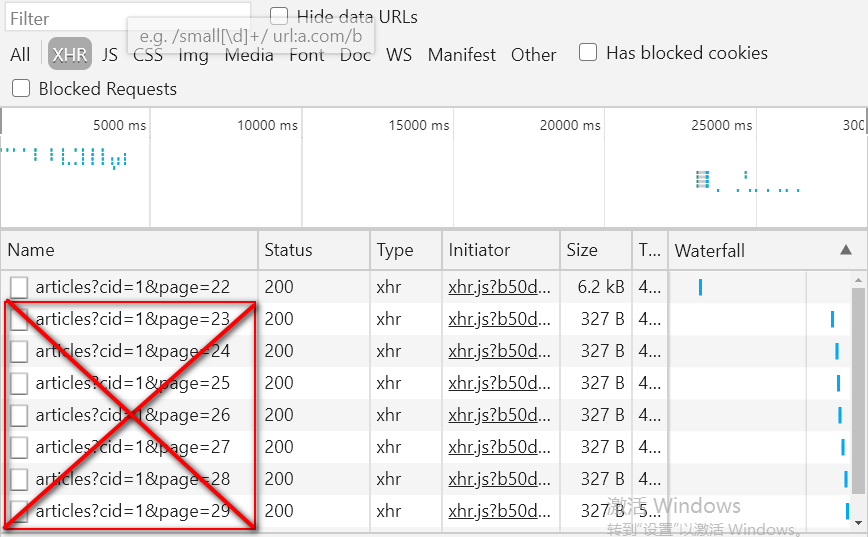 Filter
Hide data URLs
e.g. /small[\d]+/ url:a.com/b
All XHR JS CSS Img Media Font Doc WS Manifest Other Has blocked cookies
Blocked Requests
5000 ms 10000 ms 15000 ms 20000 ms 25000 ms 300
Name Status Type Initiator Size T... Waterfall
articles?cid=1&page=22 200 xhr xhr.js?b50d... 6.2 kB 4...
articles?cid=1&page=23 200 xhr xhr.js?b50d... 327 B 4...
articles?cid=1&page=24 200 xhr xhr.js?b50d... 327 B 4...
articles?cid=1&page=25 200 xhr xhr.js?b50d... 327 B 4...
articles?cid=1&page=26 200 xhr xhr.js?b50d... 327 B 4...
articles?cid=1&page=27 200 xhr xhr.js?b50d... 327 B 4...
articles?cid=1&page=28 200 xhr xhr.js?b50d... 327 B 4...
articles?cid=1&page=29 200 xhr xhr.js?b50d... 327 B 5...
激活 Windows
转到"设置"以激活 Windows。